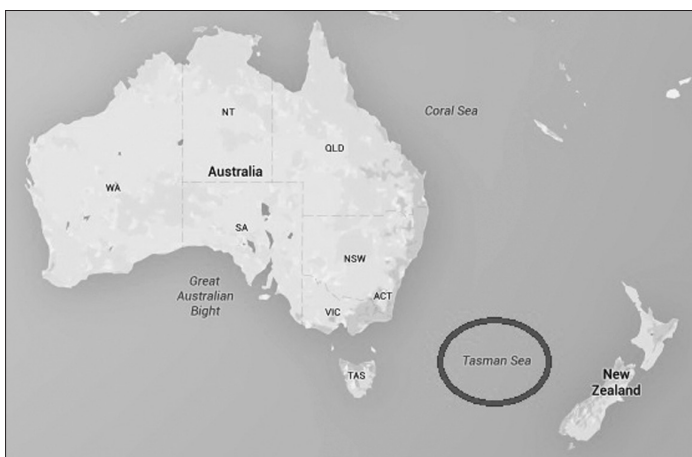 Coral Sea
NT
QLD
Australia
WA
SA
NSW
Great
Australian
Bight
ACT
VIC
Tasman Sea
TAS
New
Zealand